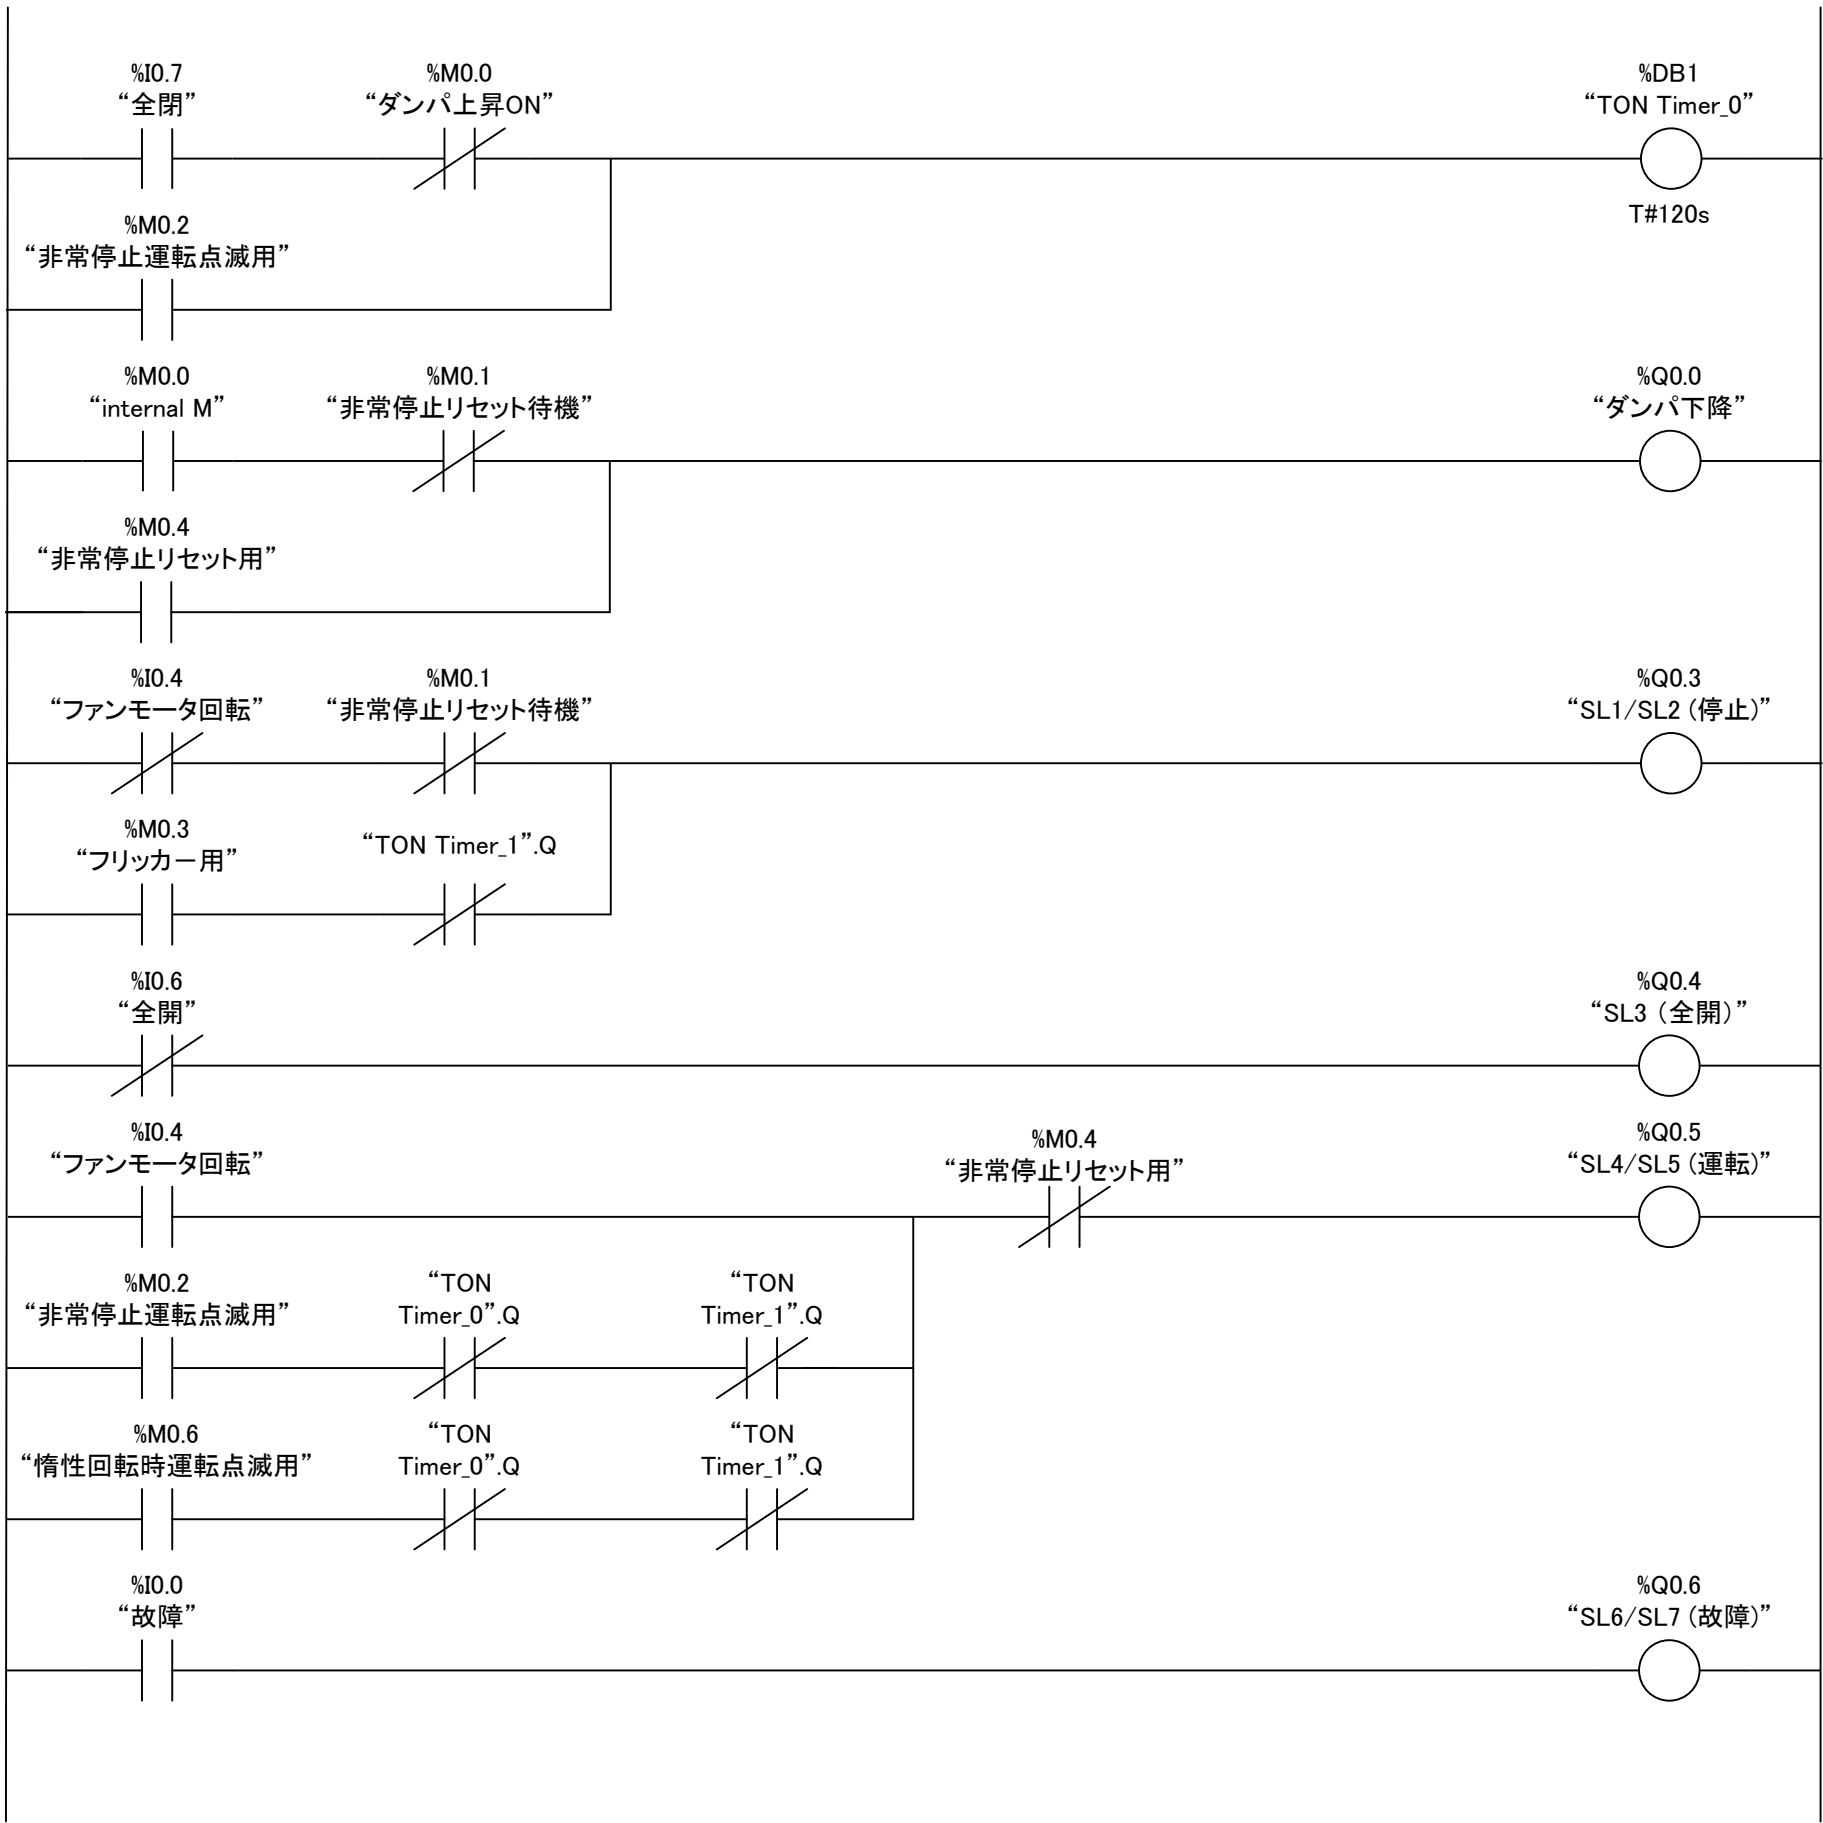 %I0.7 %M0.0 %DB1
“全閉” “ダンパ上昇ON” “TON Timer_0”
T#120s
%M0.2
“非常停止運転点滅用”
%M0.0 %M0.1 %Q0.0
“internal M” “非常停止リセット待機” “ダンパ下降”
%M0.4
“非常停止リセット用”
%I0.4 %M0.1 %Q0.3
“ファンモータ回転” “非常停止リセット待機” “SL1/SL2 (停止)”
%M0.3
“フリッカー用” “TON Timer_1”.Q
%I0.6 %Q0.4
“全開” “SL3 (全開)”
%I0.4 %M0.4 %Q0.5
“ファンモータ回転” “非常停止リセット用” “SL4/SL5 (運転)”
%M0.2 “TON “TON
“非常停止運転点滅用” Timer_0”.Q Timer_1”.Q
%M0.6 “TON “TON
“惰性回転時運転点滅用” Timer_0”.Q Timer_1”.Q
%I0.0 %Q0.6
“故障” “SL6/SL7 (故障)”